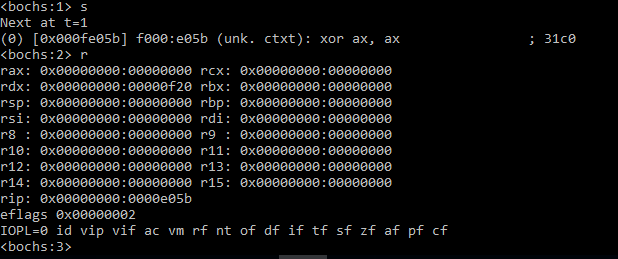 <bochs:1> s
Next at t=1
(0) [0x000fe05b] f000:e05b (unk. ctxt): xor ax, ax                ; 31c0
<bochs:2> r
rax: 0x00000000:00000000 rcx: 0x00000000:00000000
rdx: 0x00000000:00000f20 rbx: 0x00000000:00000000
rsp: 0x00000000:00000000 rbp: 0x00000000:00000000
rsi: 0x00000000:00000000 rdi: 0x00000000:00000000
r8 : 0x00000000:00000000 r9 : 0x00000000:00000000
r10: 0x00000000:00000000 r11: 0x00000000:00000000
r12: 0x00000000:00000000 r13: 0x00000000:00000000
r14: 0x00000000:00000000 r15: 0x00000000:00000000
rip: 0x00000000:0000e05b
eflags 0x00000002
IOPL=0 id vip vif ac vm rf nt of df if tf sf zf af pf cf
<bochs:3>